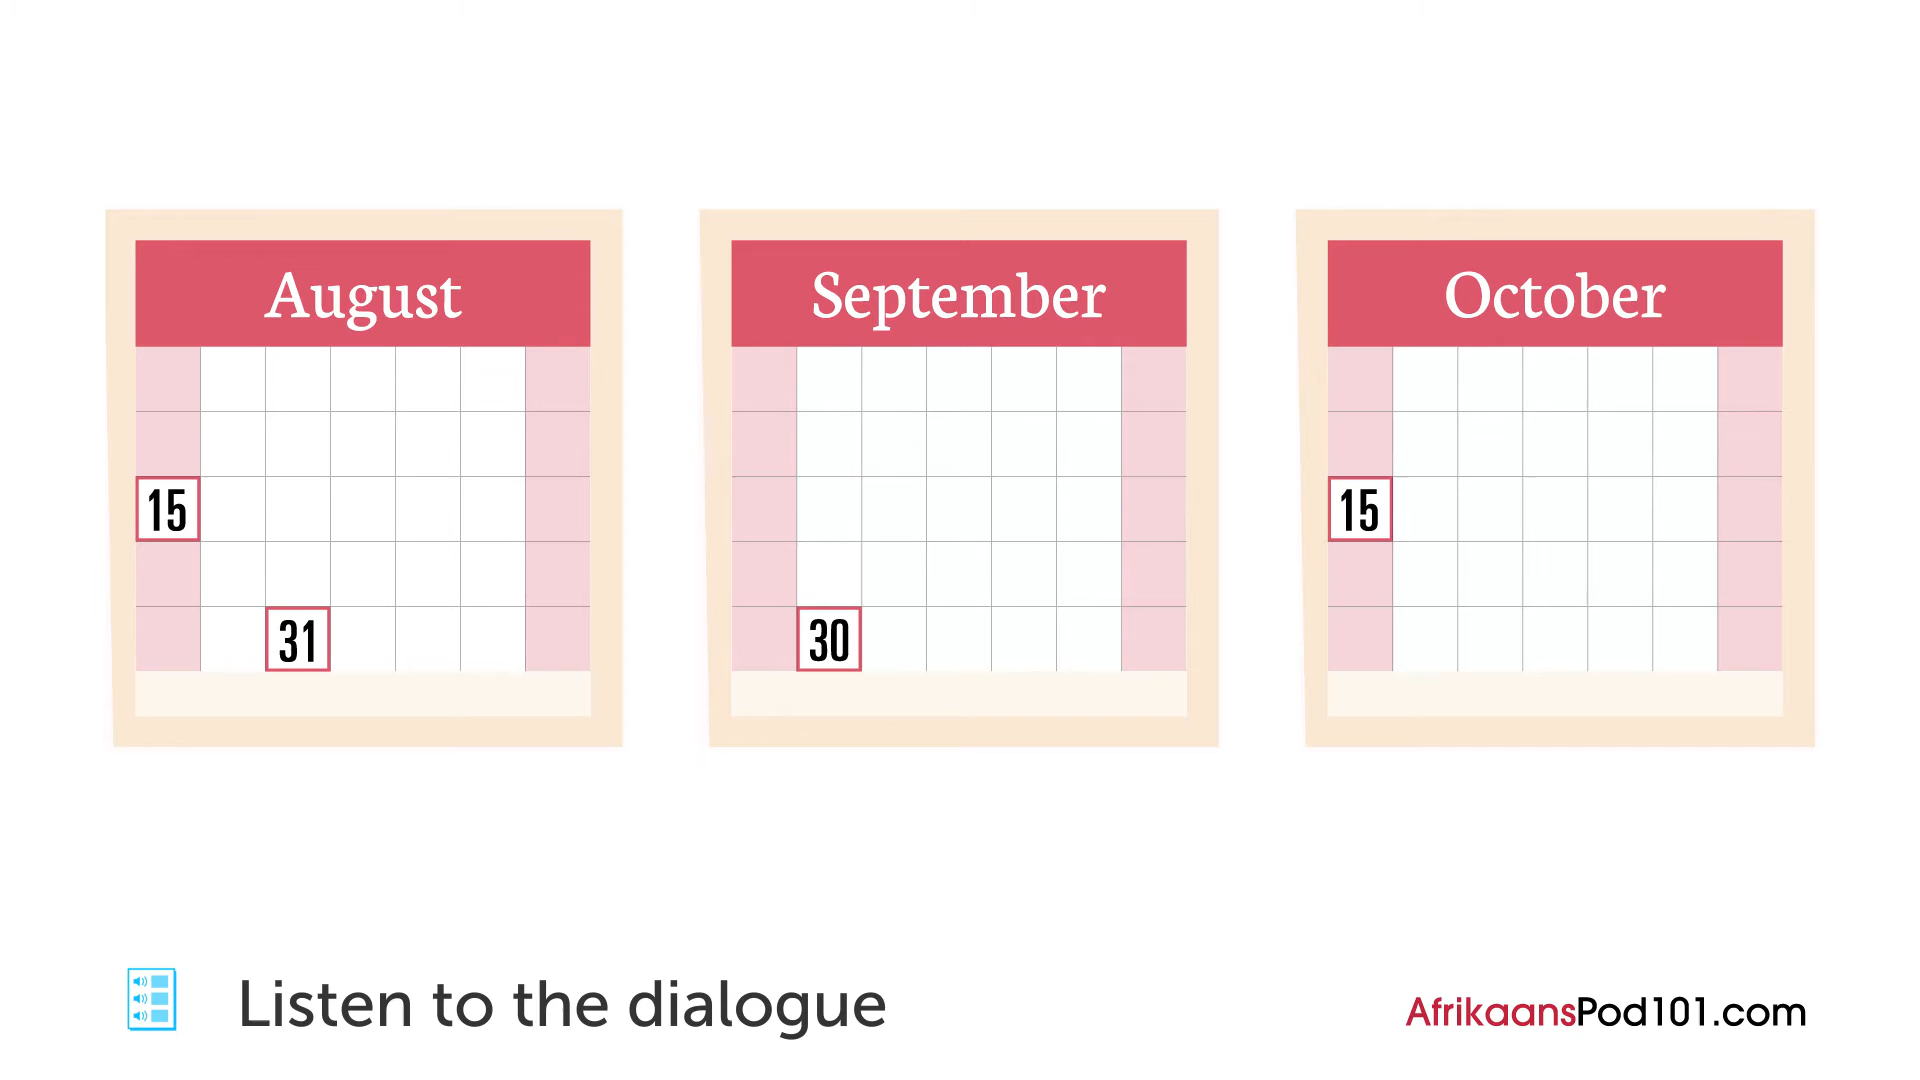 August
15
31
September
30
October
15
Listen to the dialogue
AfrikaansPod101.com